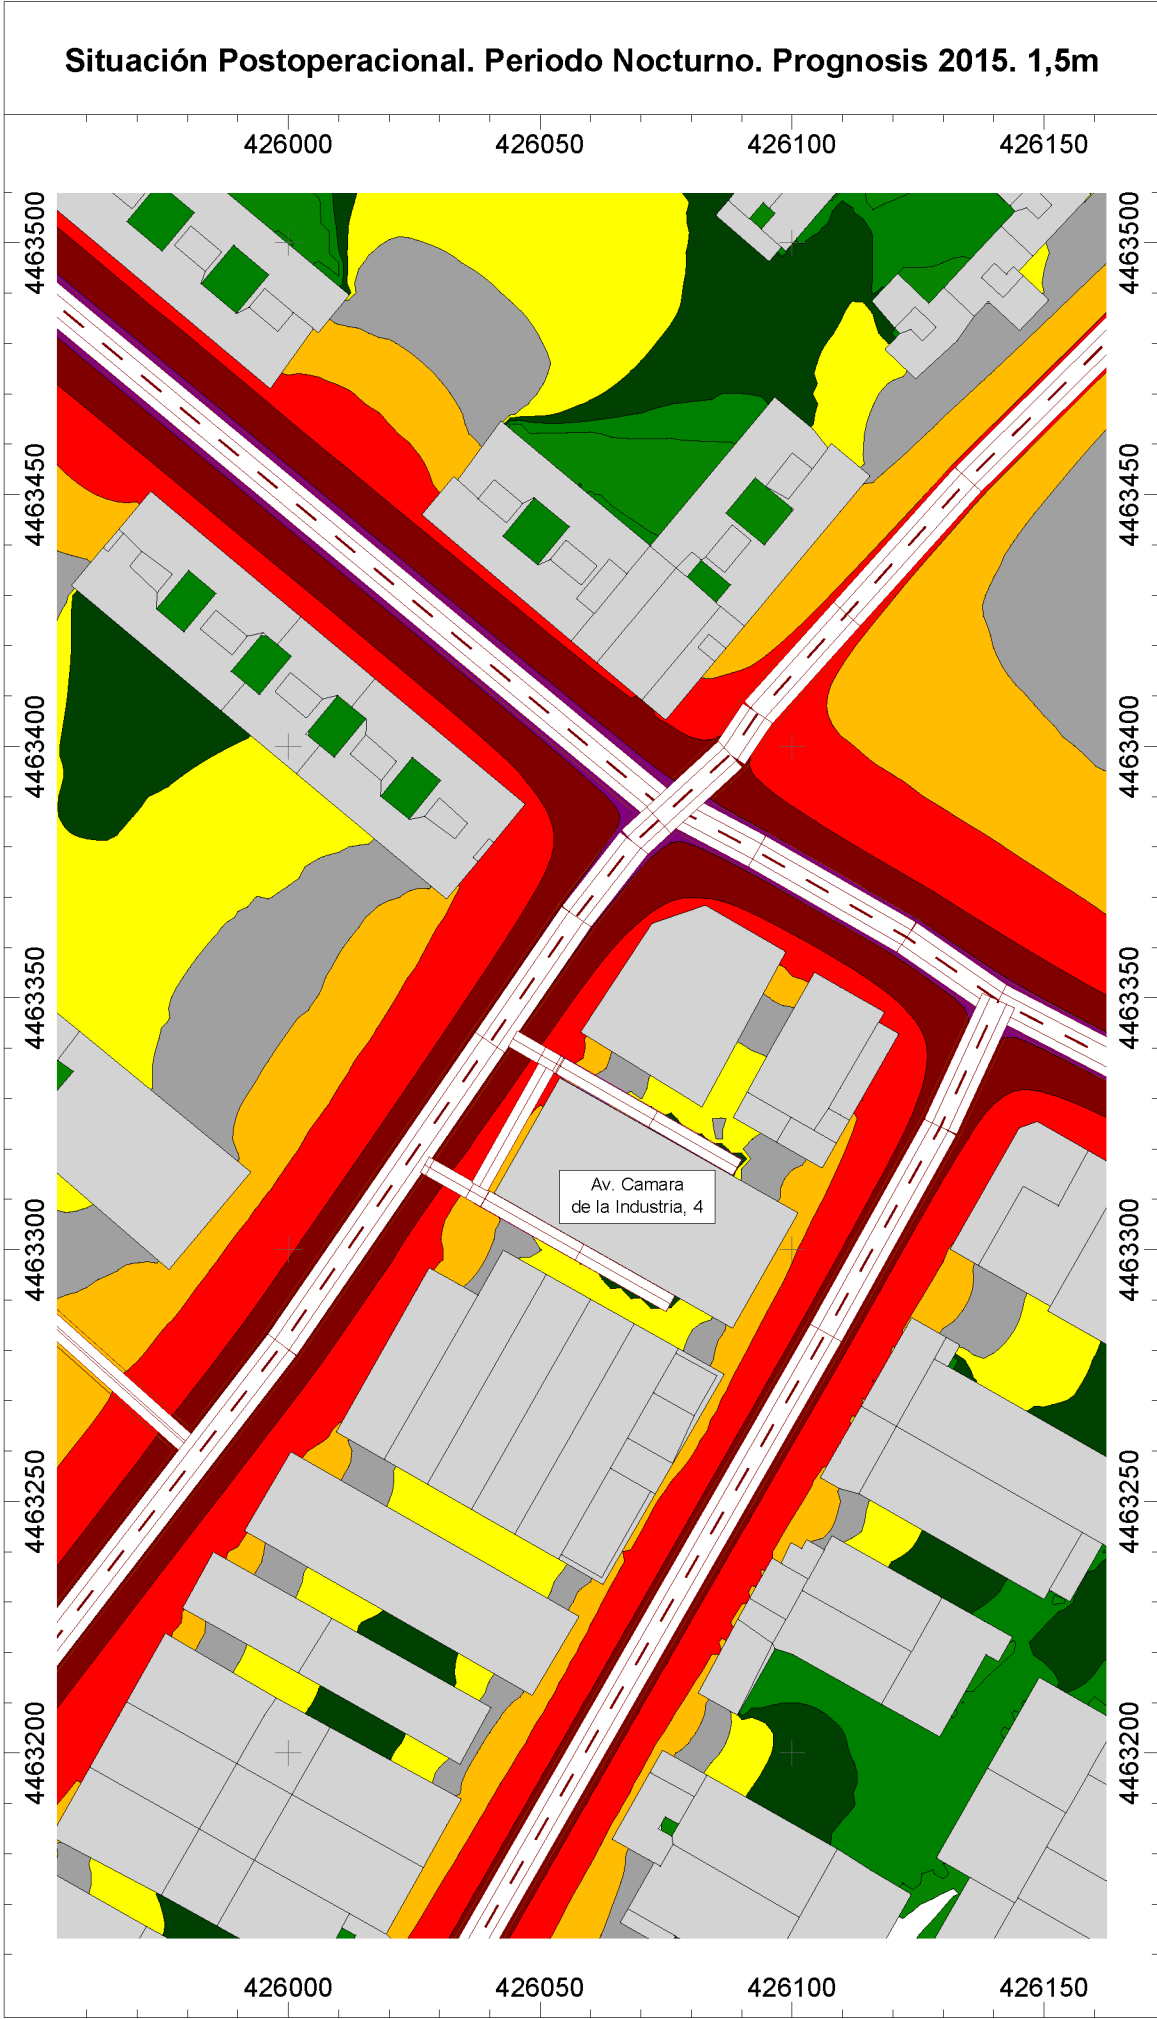 Situación Postoperacional. Periodo Nocturno. Prognosis 2015. 1,5m
426000 426050 426100 426150
4463500 4463500
4463450 4463450
4463400 4463400
4463350 4463350
Av. Camara
de la Industria, 4
4463300 4463300
4463250 4463250
4463200 4463200
426000 426050 426100 426150